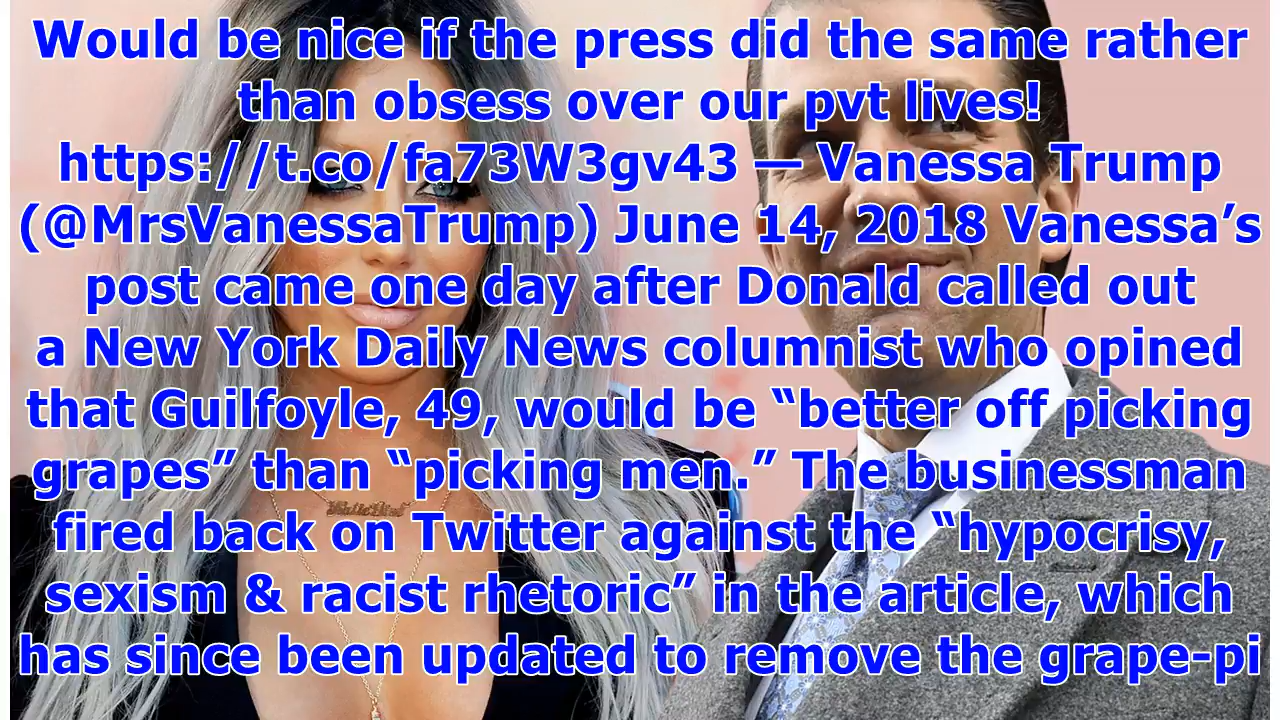 Would be nice if the press did the same rather
than obsess over our pvt lives!
https://t.co/fa73W3gv43 — Vanessa Trump
(@MrsVanessaTrump) June 14, 2018 Vanessa’s
post came one day after Donald called out
a New York Daily News columnist who opined
that Guilfoyle, 49, would be “better off picking
grapes” than “picking men.” The businessman
fired back on Twitter against the “hypocrisy,
sexism & racist rhetoric” in the article, which
has since been updated to remove the grape-pi